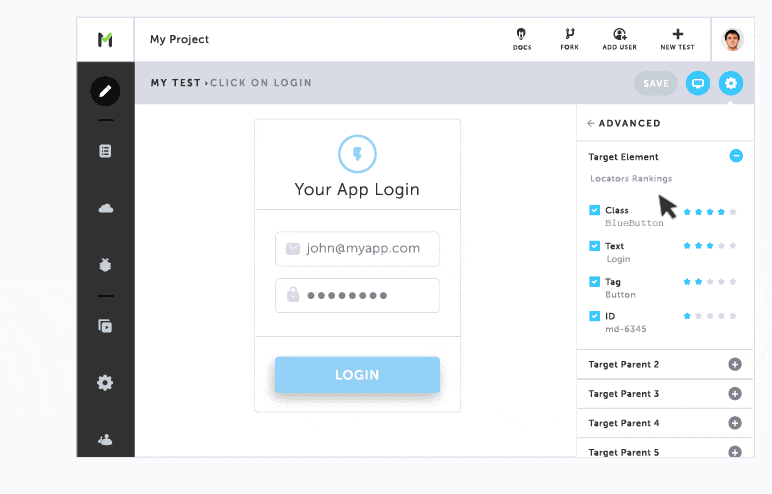 My Project
DOCS
FORK
ADD USER
NEW TEST
MY TEST ›CLICK ON LOGIN
SAVE
Your App Login
john@myapp.com
LOGIN
ADVANCED
Target Element
Locators Rankings
Class
BlueButton
Text
Login
Tag
Button
ID
md-6345
Target Parent 2
Target Parent 3
Target Parent 4
Target Parent 5